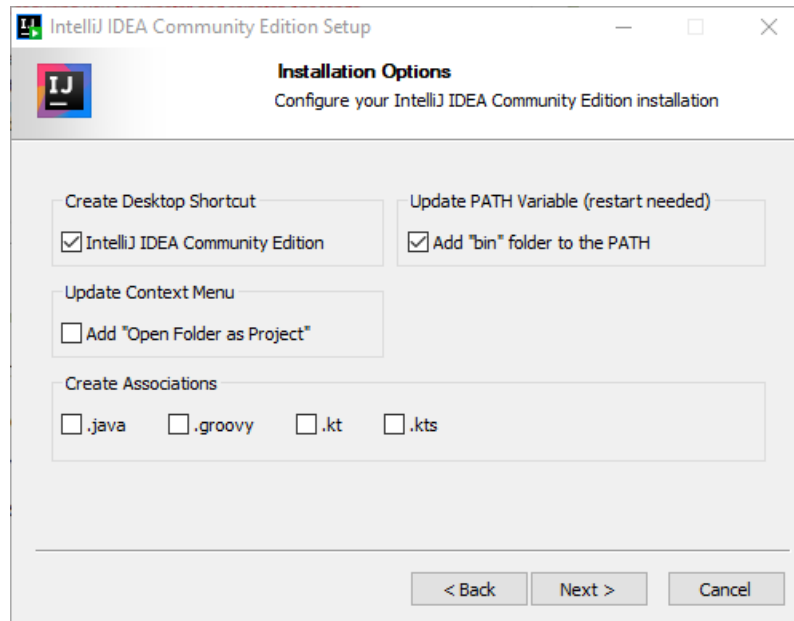 IntelliJ IDEA Community Edition Setup
IJ
Installation Options
Configure your IntelliJ IDEA Community Edition installation
Create Desktop Shortcut
IntelliJ IDEA Community Edition
Update PATH Variable (restart needed)
Add "bin" folder to the PATH
Update Context Menu
Add "Open Folder as Project"
Create Associations
.java .groovy .kt .kts
< Back Next > Cancel